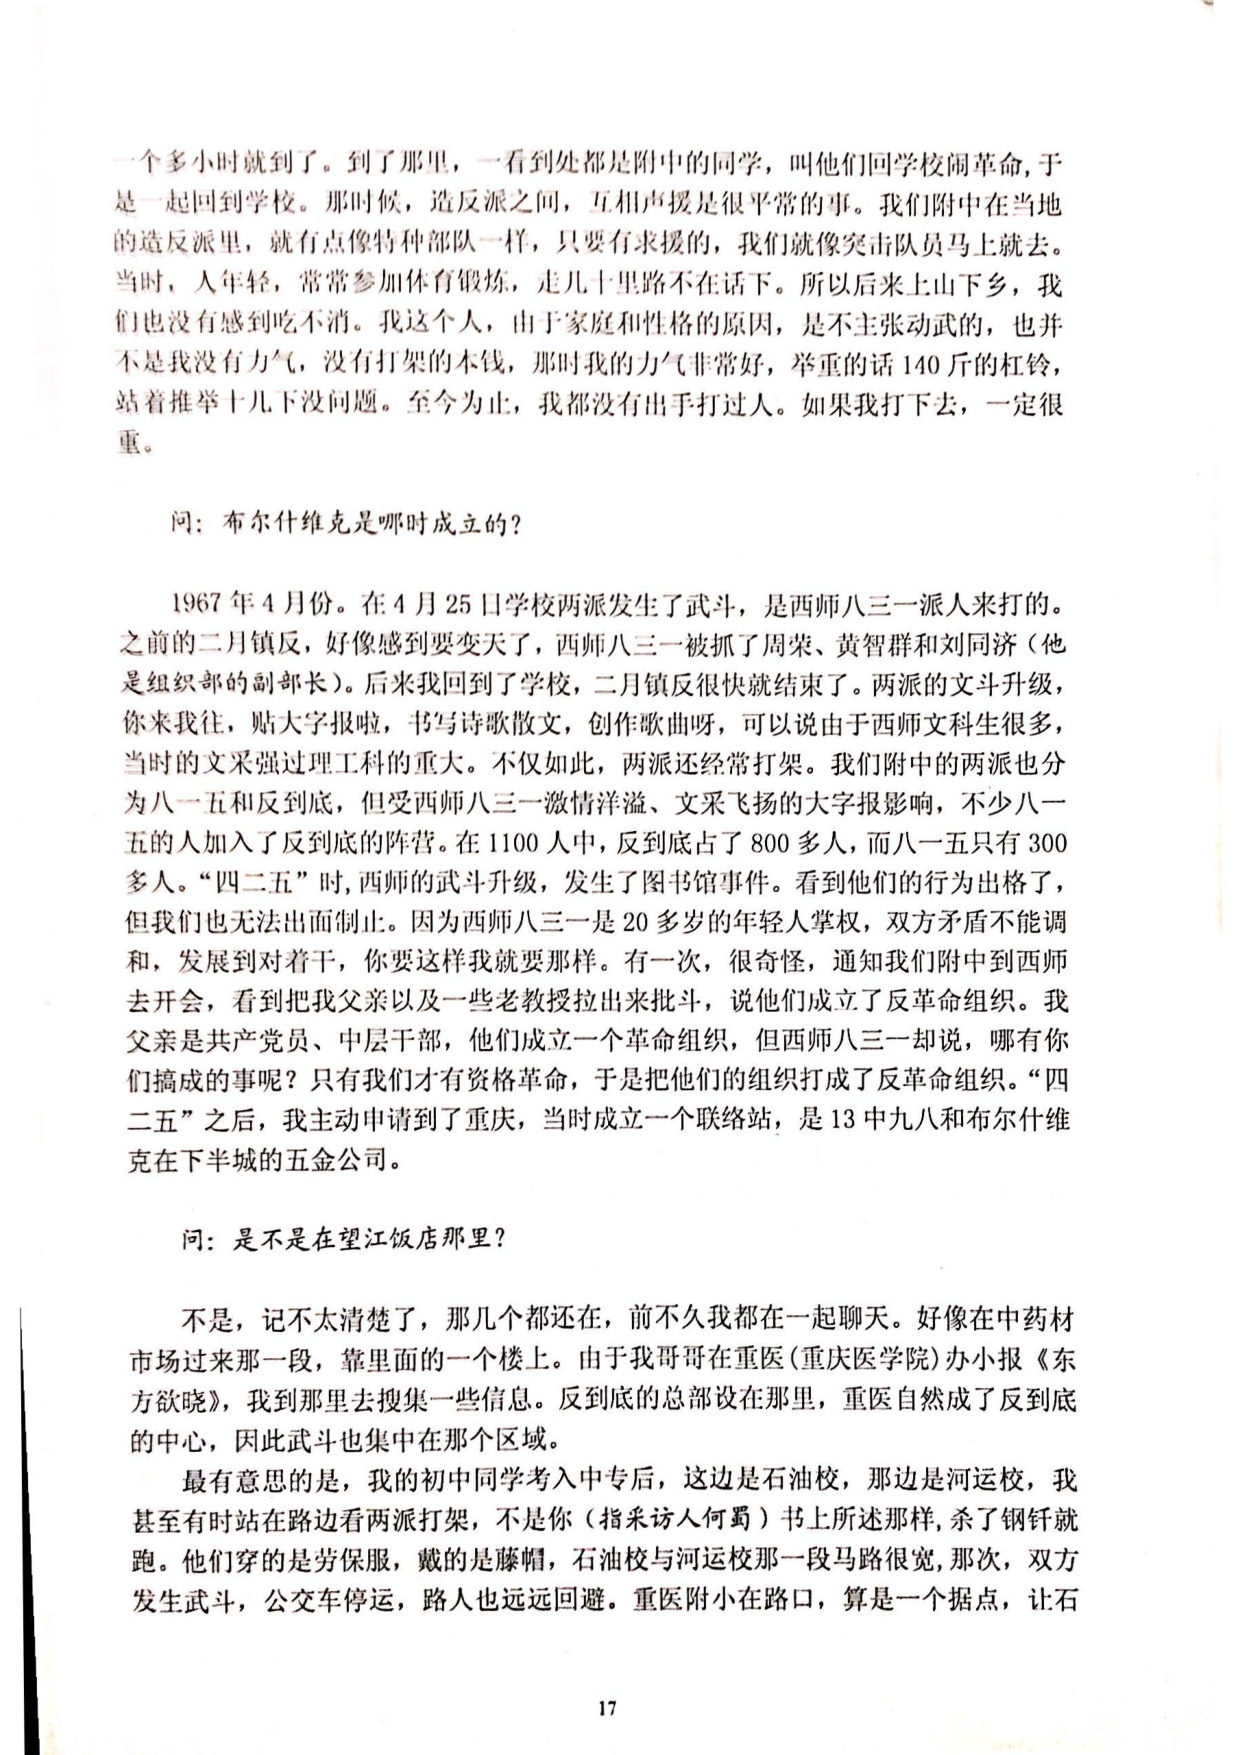 一个多小时就到了。到了那里，一看到处都是附中的同学，叫他们回学校闹革命,于
是一起回到学校。那时候，造反派之间，互相声援是很平常的事。我们附中在当地
的造反派里，就有点像特种部队一样，只要有求援的，我们就像突击队员马上就去。
当时，人年轻，常常参加体育锻炼，走几十里路不在话下。所以后来上山下乡，我
们也没有感到吃不消。我这个人，由于家庭和性格的原因，是不主张动武的，也并
不是我没有力气，没有打架的本钱，那时我的力气非常好，举重的话 140 斤的杠铃，
站着推举十几下没问题。至今为止，我都没有出手打过人。如果我打下去，一定很
重。
问：布尔什维克是哪时成立的？
1967 年 4 月份。在 4 月 25 日学校两派发生了武斗，是西师八三一派人来打的。
之前的二月镇反，好像感到要变天了，西师八三一被抓了周荣、黄智群和刘同济（他
是组织部的副部长）。后来我回到了学校，二月镇反很快就结束了。两派的文斗升级，
你来我往，贴大字报啦，书写诗歌散文，创作歌曲呀，可以说由于西师文科生很多，
当时的文采强过理工科的重大。不仅如此，两派还经常打架。我们附中的两派也分
为八一五和反到底，但受西师八三一激情洋溢、文采飞扬的大字报影响，不少八一
五的人加入了反到底的阵营。在 1100 人中，反到底占了 800 多人，而八一五只有 300
多人。“四二五”时,西师的武斗升级，发生了图书馆事件。看到他们的行为出格了，
但我们也无法出面制止。因为西师八三一是 20 多岁的年轻人掌权，双方矛盾不能调
和，发展到对着干，你要这样我就要那样。有一次，很奇怪，通知我们附中到西师
去开会，看到把我父亲以及一些老教授拉出来批斗，说他们成立了反革命组织。我
父亲是共产党员、中层干部，他们成立一个革命组织，但西师八三一却说，哪有你
们搞成的事呢？只有我们才有资格革命，于是把他们的组织打成了反革命组织。“四
二五”之后，我主动申请到了重庆，当时成立一个联络站，是 13 中九八和布尔什维
克在下半城的五金公司。
问：是不是在望江饭店那里？
不是，记不太清楚了，那几个都还在，前不久我都在一起聊天。好像在中药材
市场过来那一段，靠里面的一个楼上。由于我哥哥在重医(重庆医学院)办小报《东
方欲晓》，我到那里去搜集一些信息。反到底的总部设在那里，重医自然成了反到底
的中心，因此武斗也集中在那个区域。
最有意思的是，我的初中同学考入中专后，这边是石油校，那边是河运校，我
甚至有时站在路边看两派打架，不是你（指采访人何蜀）书上所述那样,杀了钢钎就
跑。他们穿的是劳保服，戴的是藤帽，石油校与河运校那一段马路很宽,那次，双方
发生武斗，公交车停运，路人也远远回避。重医附小在路口，算是一个据点，让石
17